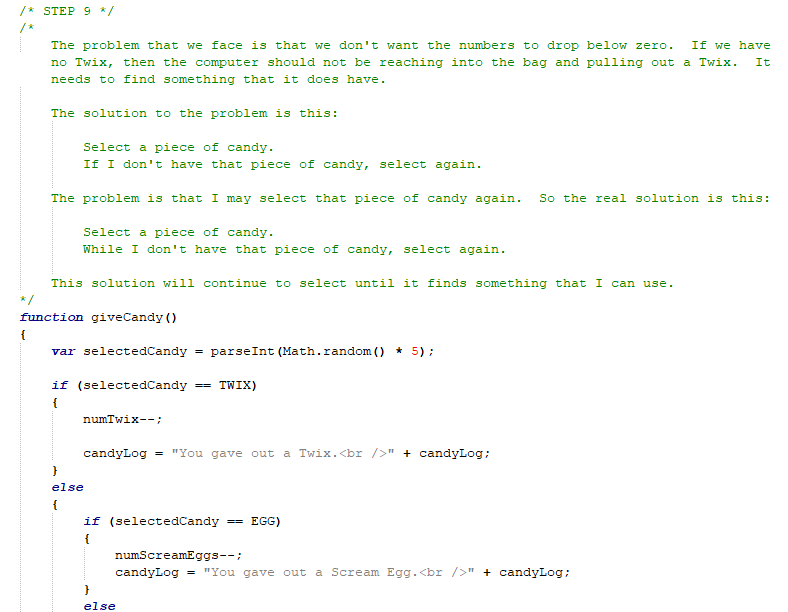 /* STEP 9 */
/*
The problem that we face is that we don't want the numbers to drop below zero.  If we have
no Twix, then the computer should not be reaching into the bag and pulling out a Twix.  It
needs to find something that it does have.
The solution to the problem is this:
Select a piece of candy.
If I don't have that piece of candy, select again.
The problem is that I may select that piece of candy again.  So the real solution is this:
Select a piece of candy.
While I don't have that piece of candy, select again.
This solution will continue to select until it finds something that I can use.
*/
function giveCandy()
{
var selectedCandy = parseInt(Math.random() * 5);
if (selectedCandy == TWIX)
{
numTwix--;
candyLog = "You gave out a Twix.<br />" + candyLog;
}
else
{
if (selectedCandy == EGG)
{
numScreamEggs--;
candyLog = "You gave out a Scream Egg.<br />" + candyLog;
}
else